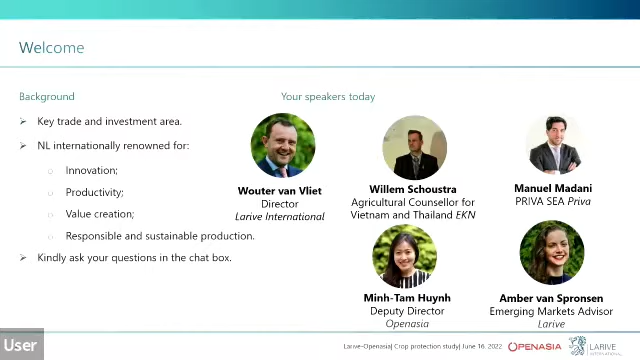 Welcome
Background
Key trade and investment area.
NL internationally renowned for:
Innovation;
Productivity;
Value creation;
Responsible and sustainable production.
Kindly ask your questions in the chat box.
Your speakers today
Wouter van Vliet
Director
Larive International
Willem Schoustra
Agricultural Counsellor for
Vietnam and Thailand EKN
Manuel Madani
PRIVA SEA Priva
Minh-Tam Huynh
Deputy Director
Openasia
Amber van Spronsen
Emerging Markets Advisor
Larive
User
Larive-Openasia| Crop protection study| June 16, 2022
OPENASIA
LARIVE
INTERNATIONAL